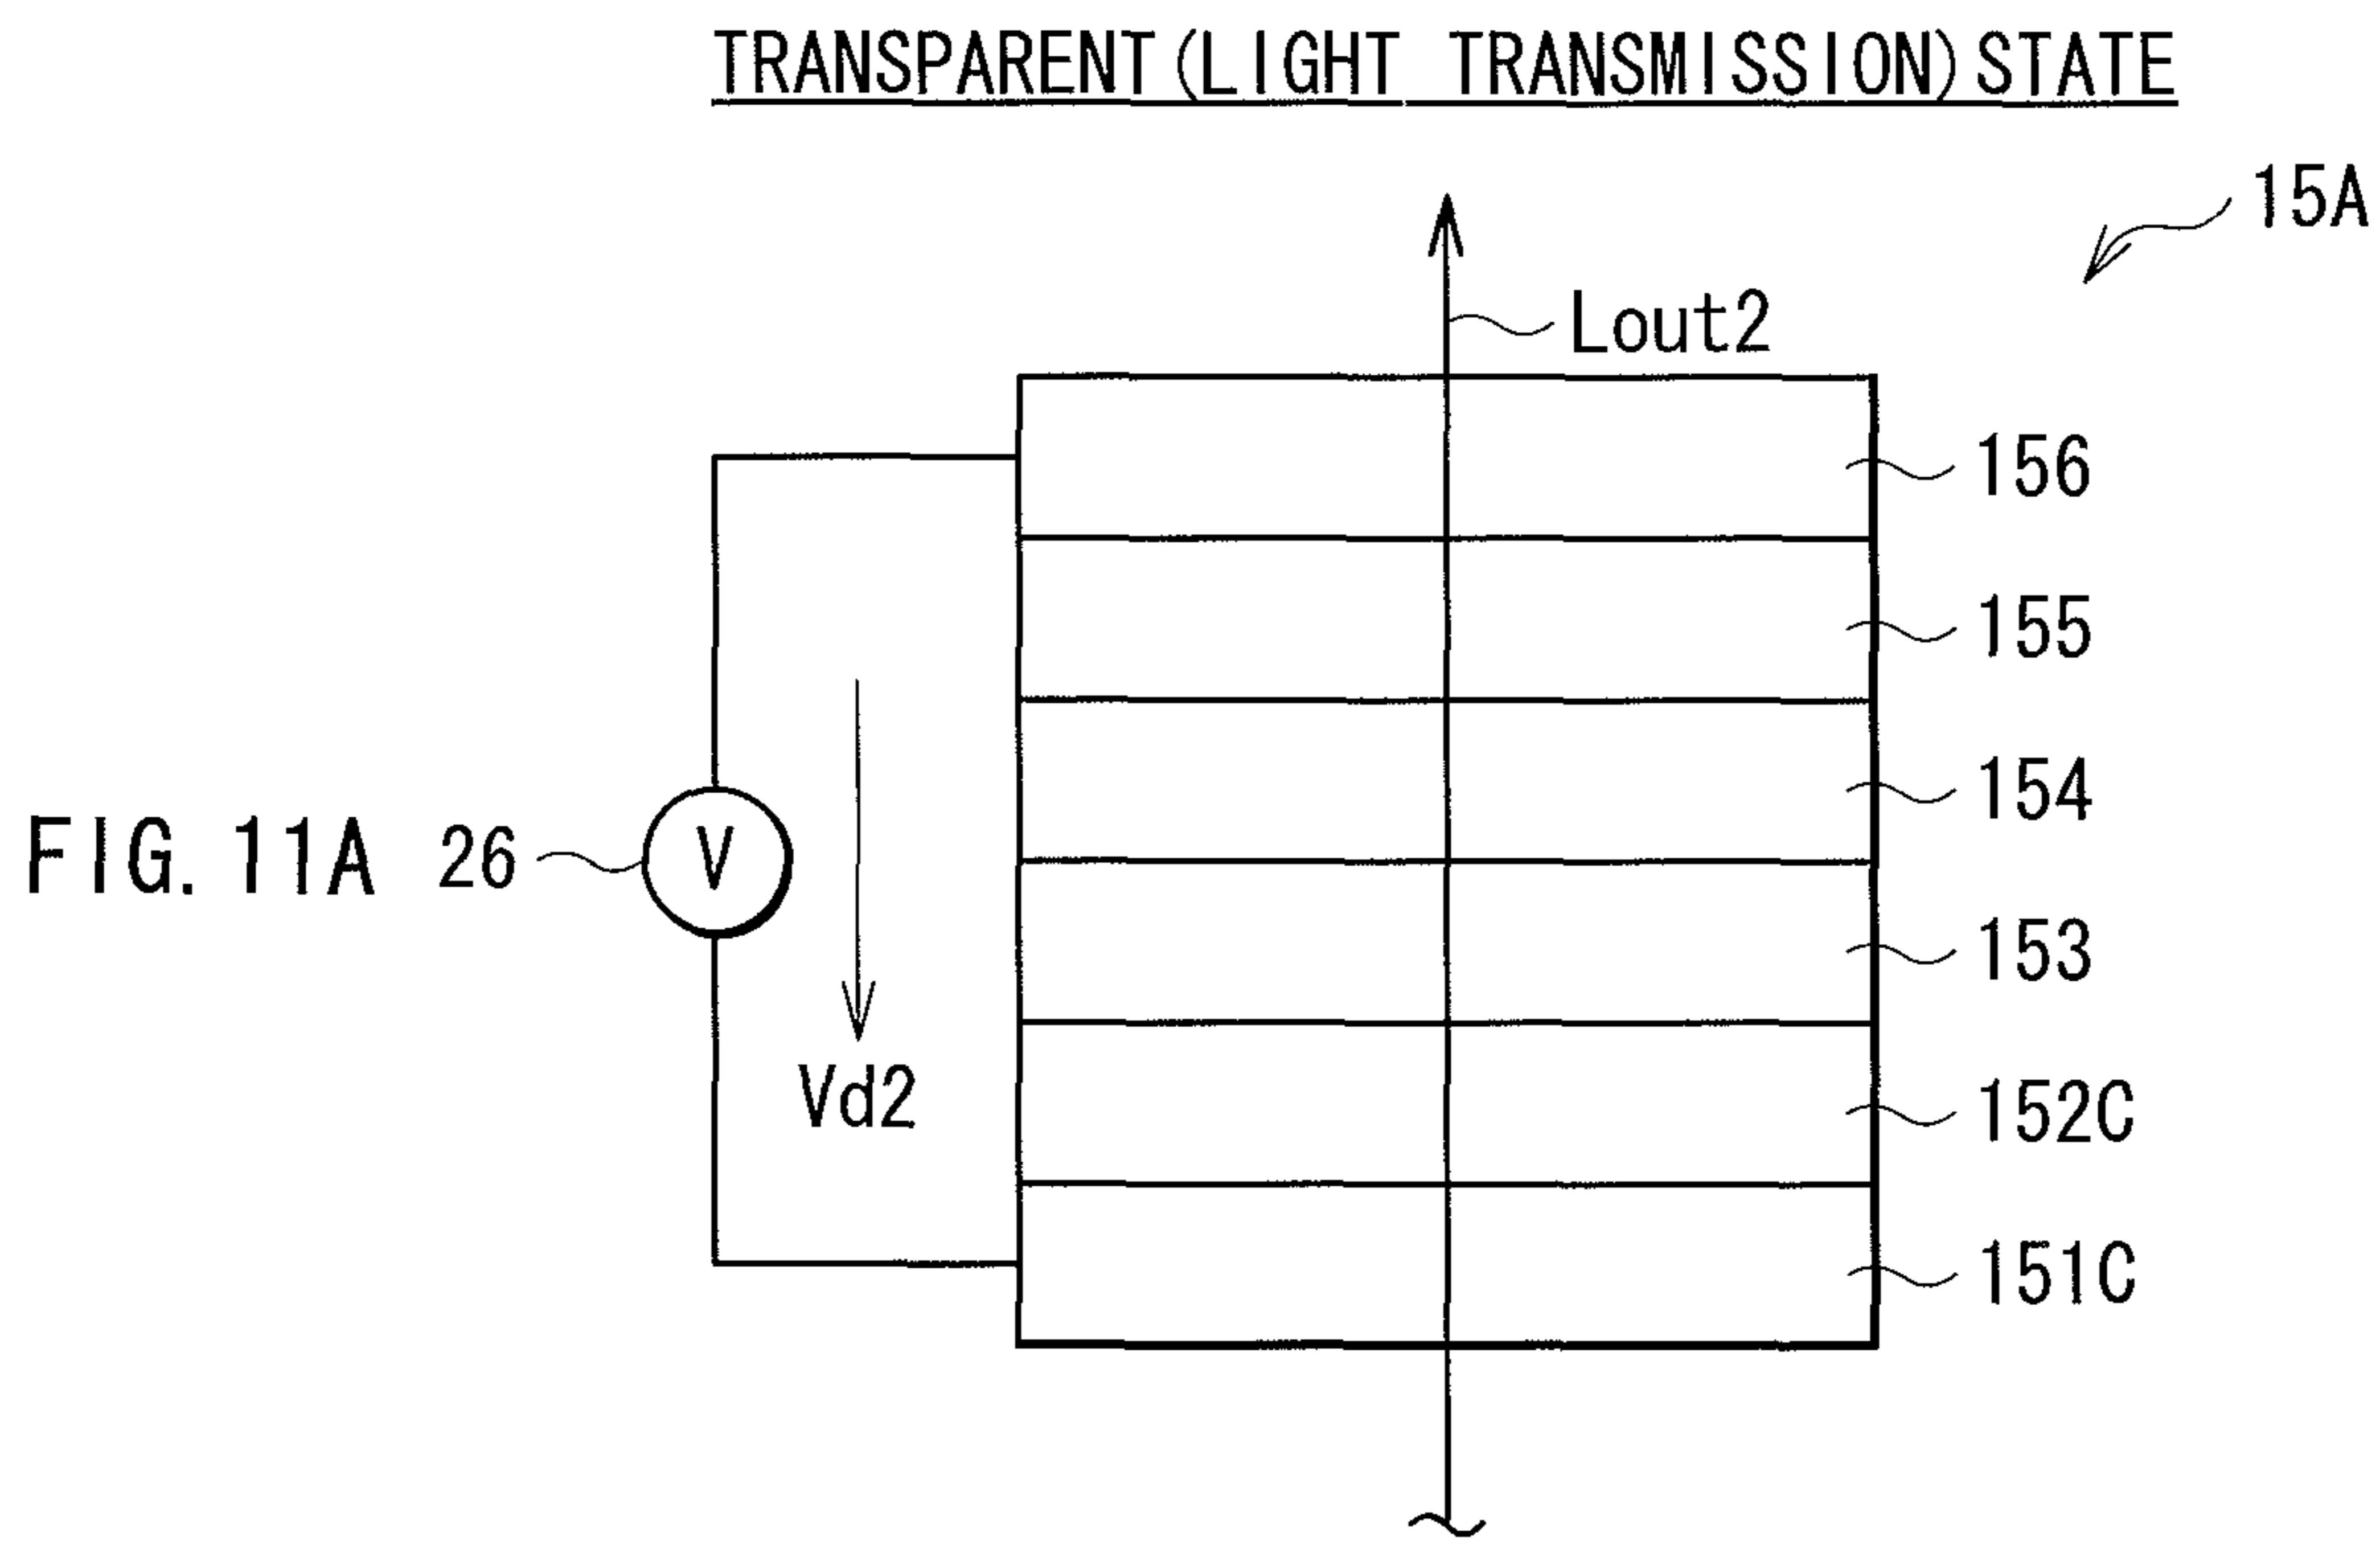 TRANSPARENT(LIGHT TRANSMISSION)STATE
15A
Lout2
156
155
154
FIG. 11A 26 V
153
Vd2
152C
151C